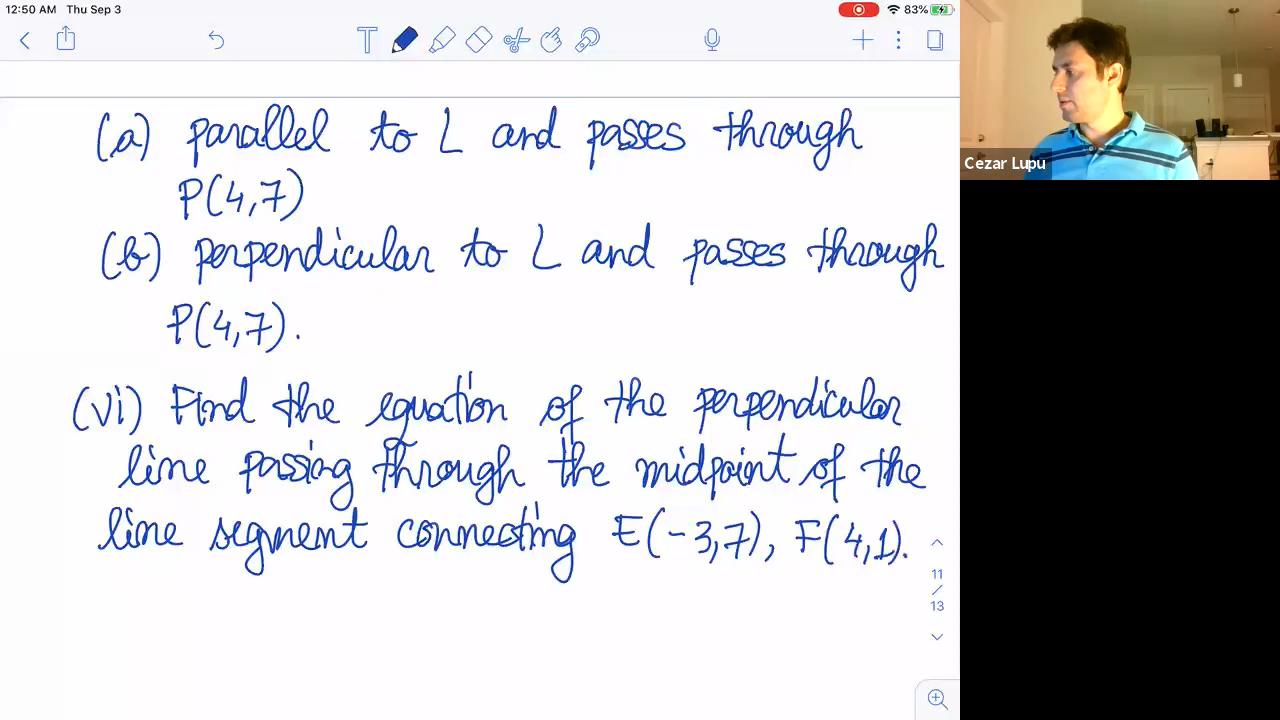 12:50 AM Thu Sep 3
83%
T
(a) parallel to L and passes through
P(4,7)
(b) perpendicular to L and passes through
P(4,7).
(vi) Find the equation of the perpendicular
line passing through the midpoint of the
line segment connecting E(-3,7), F(4,1).
11
/
13
Cezar Lupu